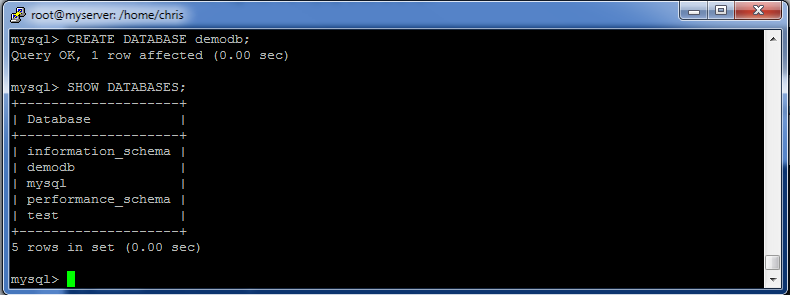 root@myserver: /home/chris
mysql> CREATE DATABASE demodb;
Query OK, 1 row affected (0.00 sec)
mysql> SHOW DATABASES;
+--------------------+
| Database           |
+--------------------+
| information_schema |
| demodb             |
| mysql              |
| performance_schema |
| test               |
+--------------------+
5 rows in set (0.00 sec)
mysql>